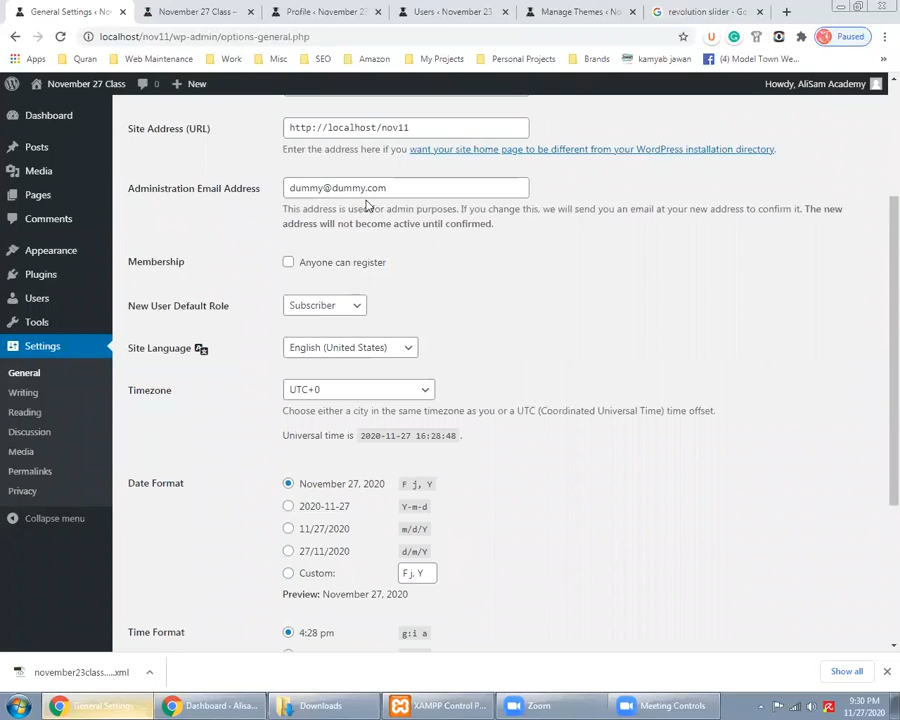 General Settings ‹ N
November 27 Class –
Profile ‹ November 23
Users ‹ November 23
Manage Themes ‹ No
revolution slider - Go
localhost/nov11/wp-admin/options-general.php
Paused
Apps
Quran
Web Maintenance
Work
Misc
SEO
Amazon
My Projects
Personal Projects
Brands
kamyab jawan
Model Town We...
November 27 Class
0
New
Howdy, AliSam Academy
Dashboard
Posts
Media
Pages
Comments
Appearance
Plugins
Users
Tools
Settings
General
Writing
Reading
Discussion
Media
Permalinks
Privacy
Collapse menu
Site Address (URL)
http://localhost/nov11
Enter the address here if you want your site home page to be different from your WordPress installation directory.
Administration Email Address
dummy@dummy.com
This address is used for admin purposes. If you change this, we will send you an email at your new address to confirm it. The new
address will not become active until confirmed.
Membership
Anyone can register
New User Default Role
Subscriber
Site Language
English (United States)
Timezone
UTC+0
Choose either a city in the same timezone as you or a UTC (Coordinated Universal Time) time offset.
Universal time is 2020-11-27 16:28:48 .
Date Format
November 27, 2020 F j, Y
2020-11-27 Y-m-d
11/27/2020 m/d/Y
27/11/2020 d/m/Y
Custom: F j, Y
Preview: November 27, 2020
Time Format
4:28 pm g:i a
november23class.....xml
Show all
General Settings
Dashboard - Alisa...
Downloads
XAMPP Control P...
Zoom
Meeting Controls
9:30 PM
11/27/2020